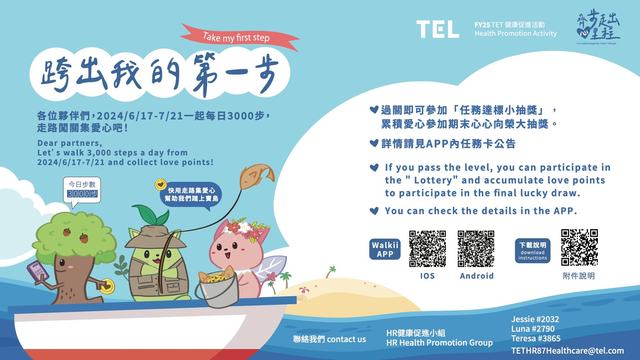 Take my first step
跨出我的第一步
各位夥伴們,2024/6/17-7/21一起每日3000步,
走路闖關集愛心吧!
Dear partners,
Let's walk 3,000 steps a day from
2024/6/17-7/21 and collect love points!
今日步數
3000步
快用走路集愛心
幫助我們踏上寶島
TEL
FY25 TET 健康促進活動
Health Promotion Activity
步走出
里程
過關即可參加「任務達標小抽獎」,
累積愛心參加期末心心向榮大抽獎。
詳情請見APP內任務卡公告
If you pass the level, you can participate in
the " Lottery" and accumulate love points
to participate in the final lucky draw.
You can check the details in the APP.
Walkii
APP
IOS
Android
下載說明
download
instructions
附件說明
聯絡我們 contact us
HR健康促進小組
HR Health Promotion Group
Jessie #2032
Luna #2790
Teresa #3865
TETHR87Healthcare@tel.com